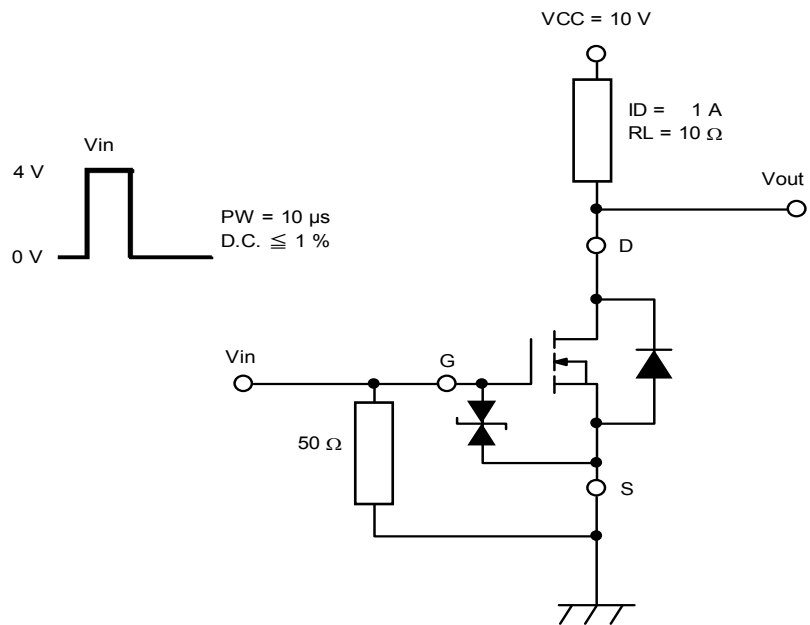 VCC = 10 V
ID = 1 A
RL = 10 Ω
Vout
Vin
4 V
PW = 10 µs
D.C. ≦ 1 %
0 V
D
Vin
G
50 Ω
S